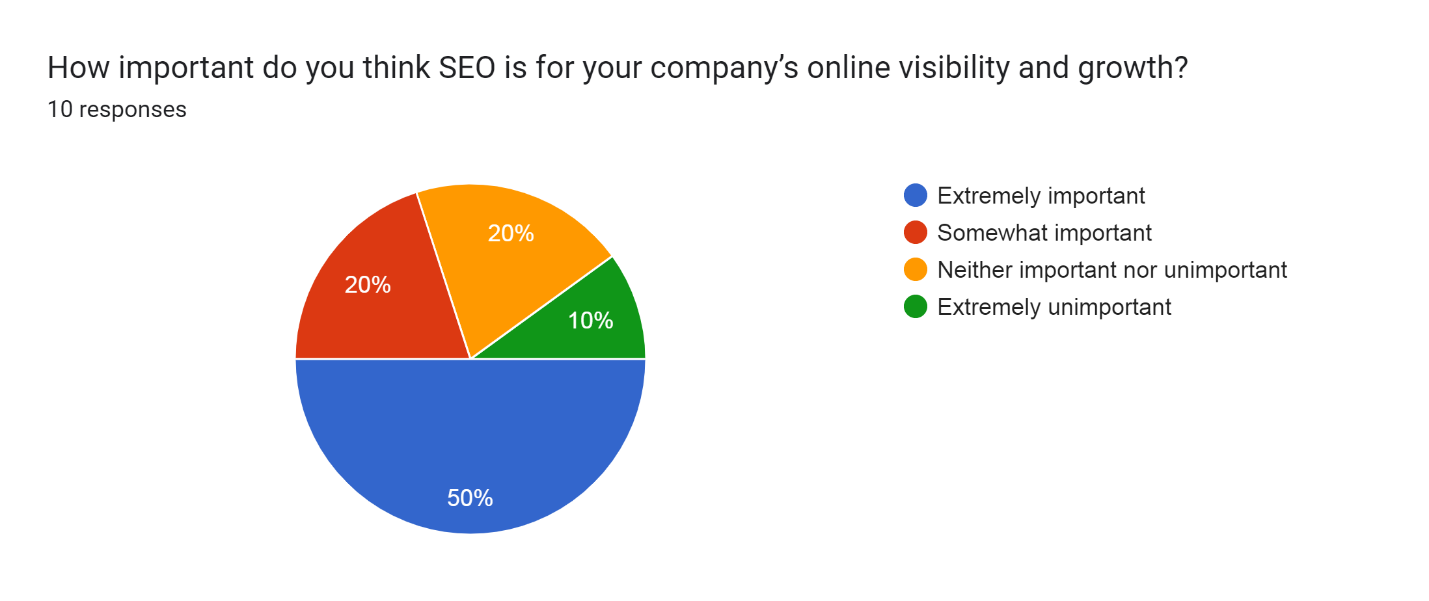 How important do you think SEO is for your company’s online visibility and growth?
10 responses
20%
20%
10%
50%
Extremely important
Somewhat important
Neither important nor unimportant
Extremely unimportant